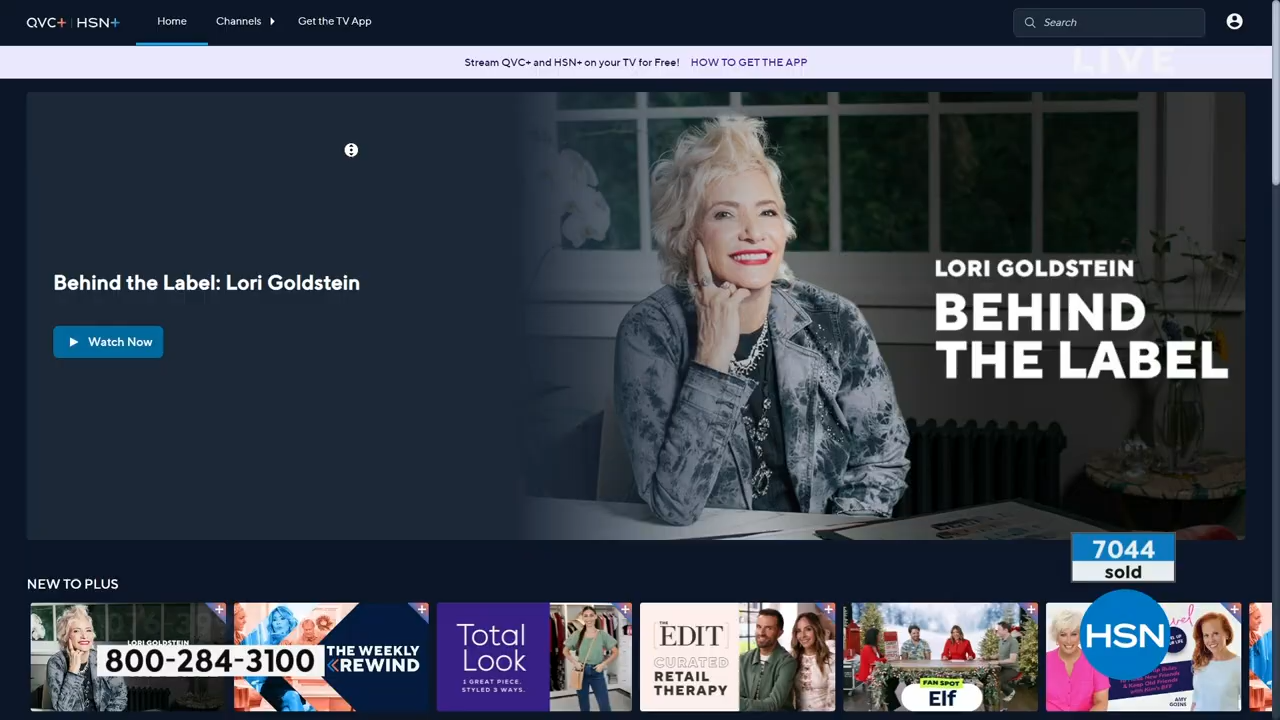 QVC+ | HSN+
Home
Channels
Get the TV App
Search
Stream QVC+ and HSN+ on your TV for Free! HOW TO GET THE APP
LIVE
Behind the Label: Lori Goldstein
Watch Now
LORI GOLDSTEIN
BEHIND
THE LABEL
7044
sold
NEW TO PLUS
LORI GOLDSTEIN
800-284-3100
THE WEEKLY
REWIND
Total
Look
1 GREAT PIECE.
STYLED 3 WAYS.
THE
EDIT
CURATED
RETAIL
THERAPY
FAN SPOT
Elf
HSN
AMY
GOINS